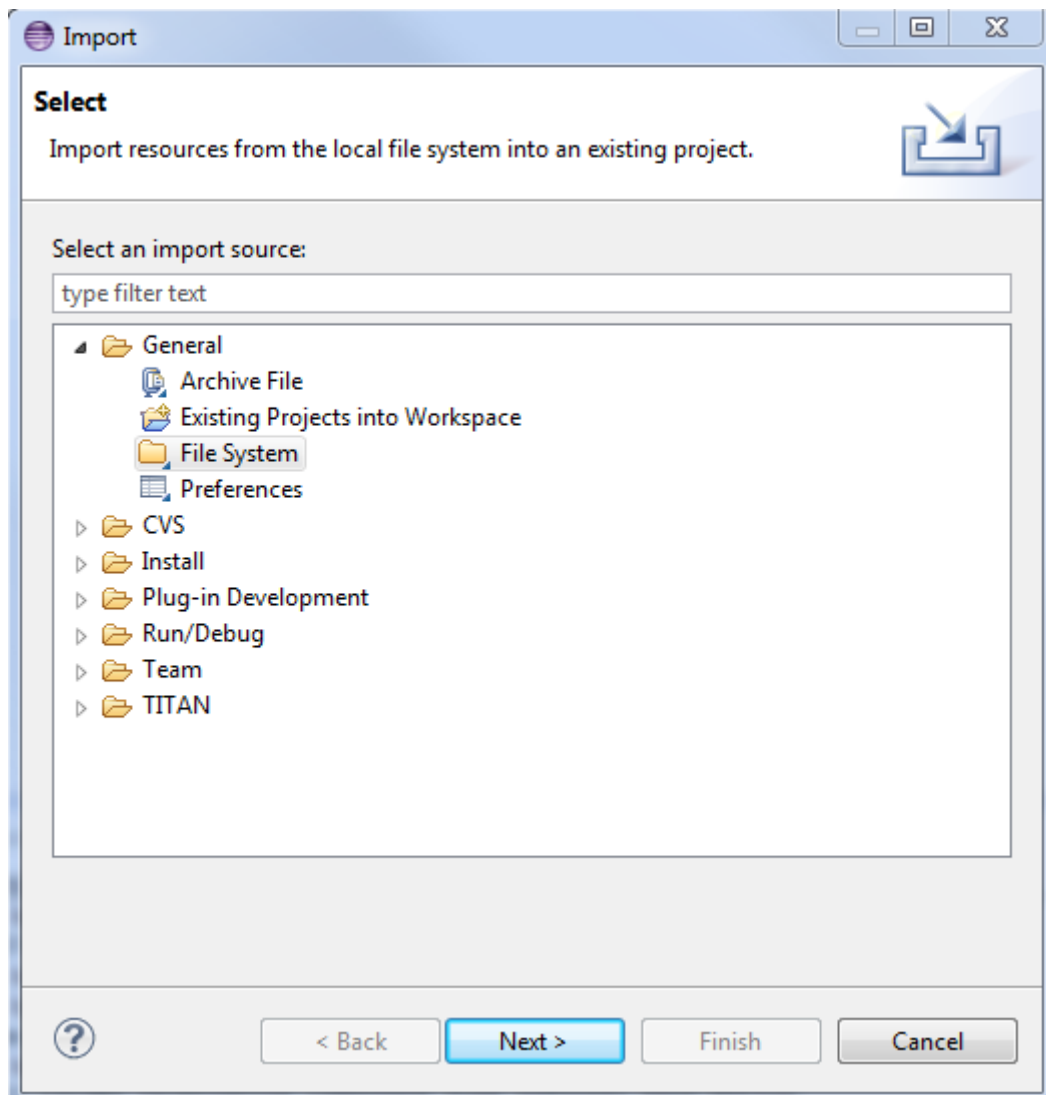 Import
Select
Import resources from the local file system into an existing project.
Select an import source:
type filter text
General
Archive File
Existing Projects into Workspace
File System
Preferences
CVS
Install
Plug-in Development
Run/Debug
Team
TITAN
? < Back Next > Finish Cancel